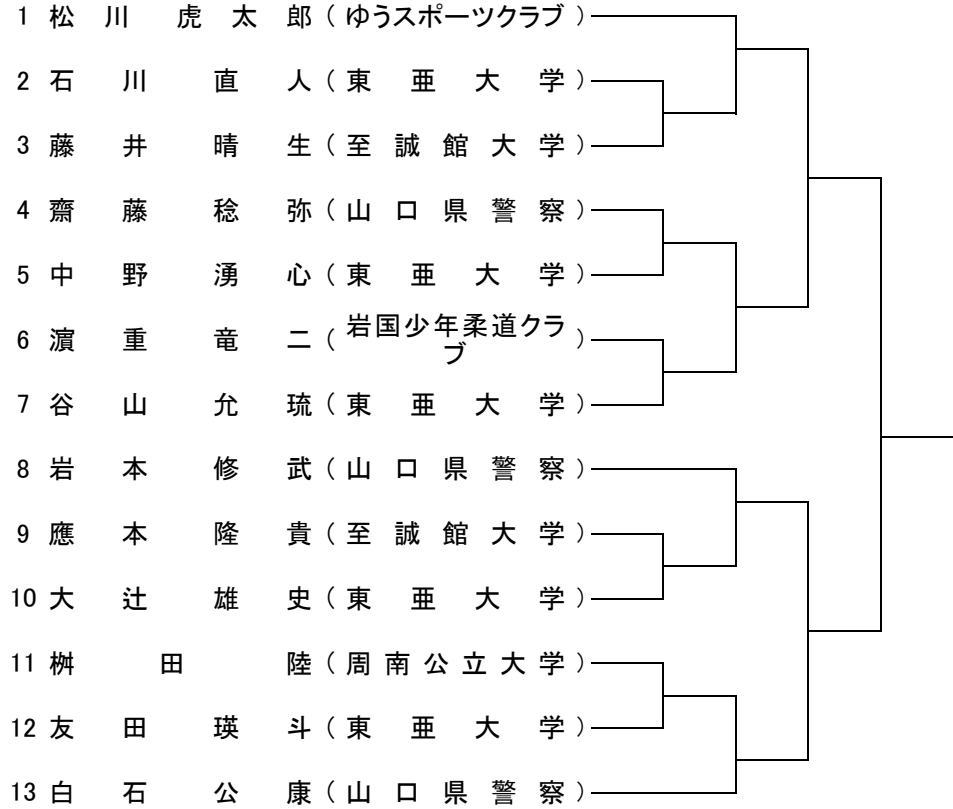 1 松川虎太郎（ゆうスポーツクラブ）
2 石川直人（東亜大学）
3 藤井晴生（至誠館大学）
4 齋藤稔弥（山口県警察）
5 中野湧心（東亜大学）
6 濵重竜二（岩国少年柔道クラブ）
7 谷山允琉（東亜大学）
8 岩本修武（山口県警察）
9 應本隆貴（至誠館大学）
10 大辻雄史（東亜大学）
11 桝田陸（周南公立大学）
12 友田瑛斗（東亜大学）
13 白石公康（山口県警察）